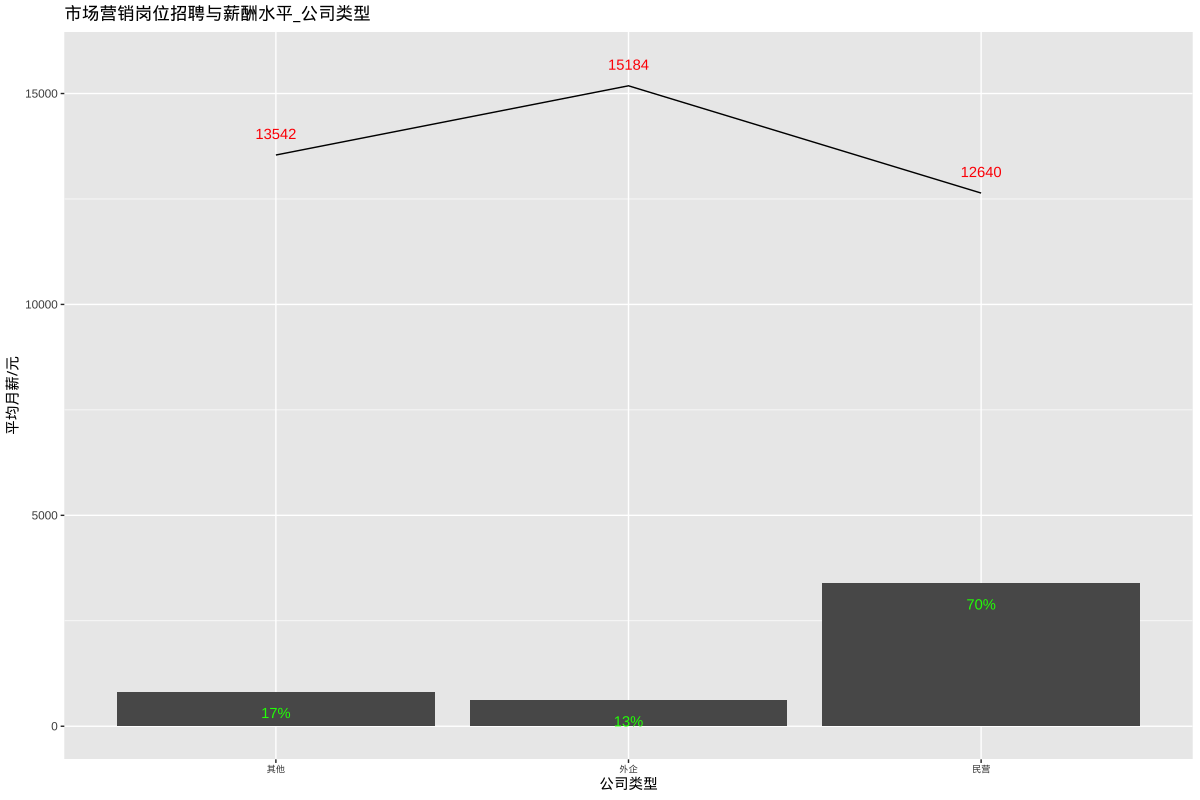 市场营销岗位招聘与薪酬水平_公司类型
15184
15000
13542
12640
10000
平均月薪/元
5000
70%
17%
13%
0
其他
外企
民营
公司类型